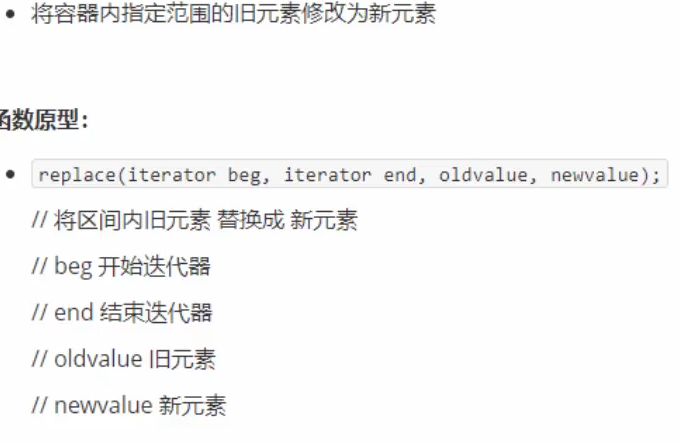 将容器内指定范围的旧元素修改为新元素
函数原型：
replace(iterator beg, iterator end, oldvalue, newvalue);
// 将区间内旧元素 替换成 新元素
// beg 开始迭代器
// end 结束迭代器
// oldvalue 旧元素
// newvalue 新元素